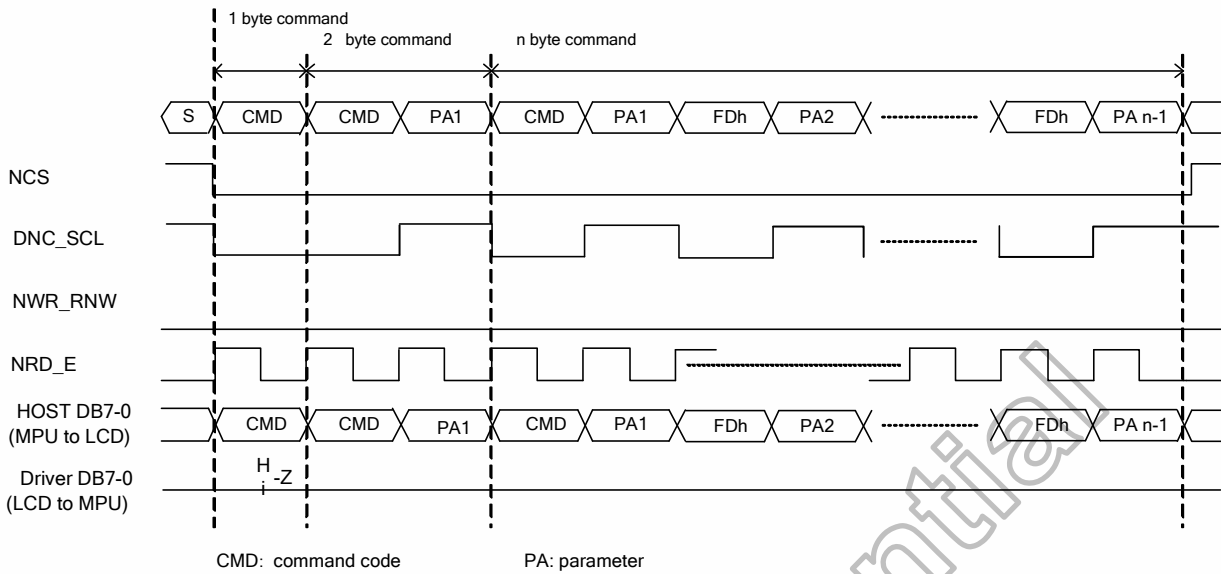 1 byte command
2 byte command n byte command
S CMD CMD PA1 CMD PA1 FDh PA2 FDh PA n-1
NCS
DNC_SCL
NWR_RNW
NRD_E
HOST DB7-0
(MPU to LCD)
CMD CMD PA1 CMD PA1 FDh PA2 FDh PA n-1
Hi-Z
Driver DB7-0
(LCD to MPU)
CMD: command code PA: parameter